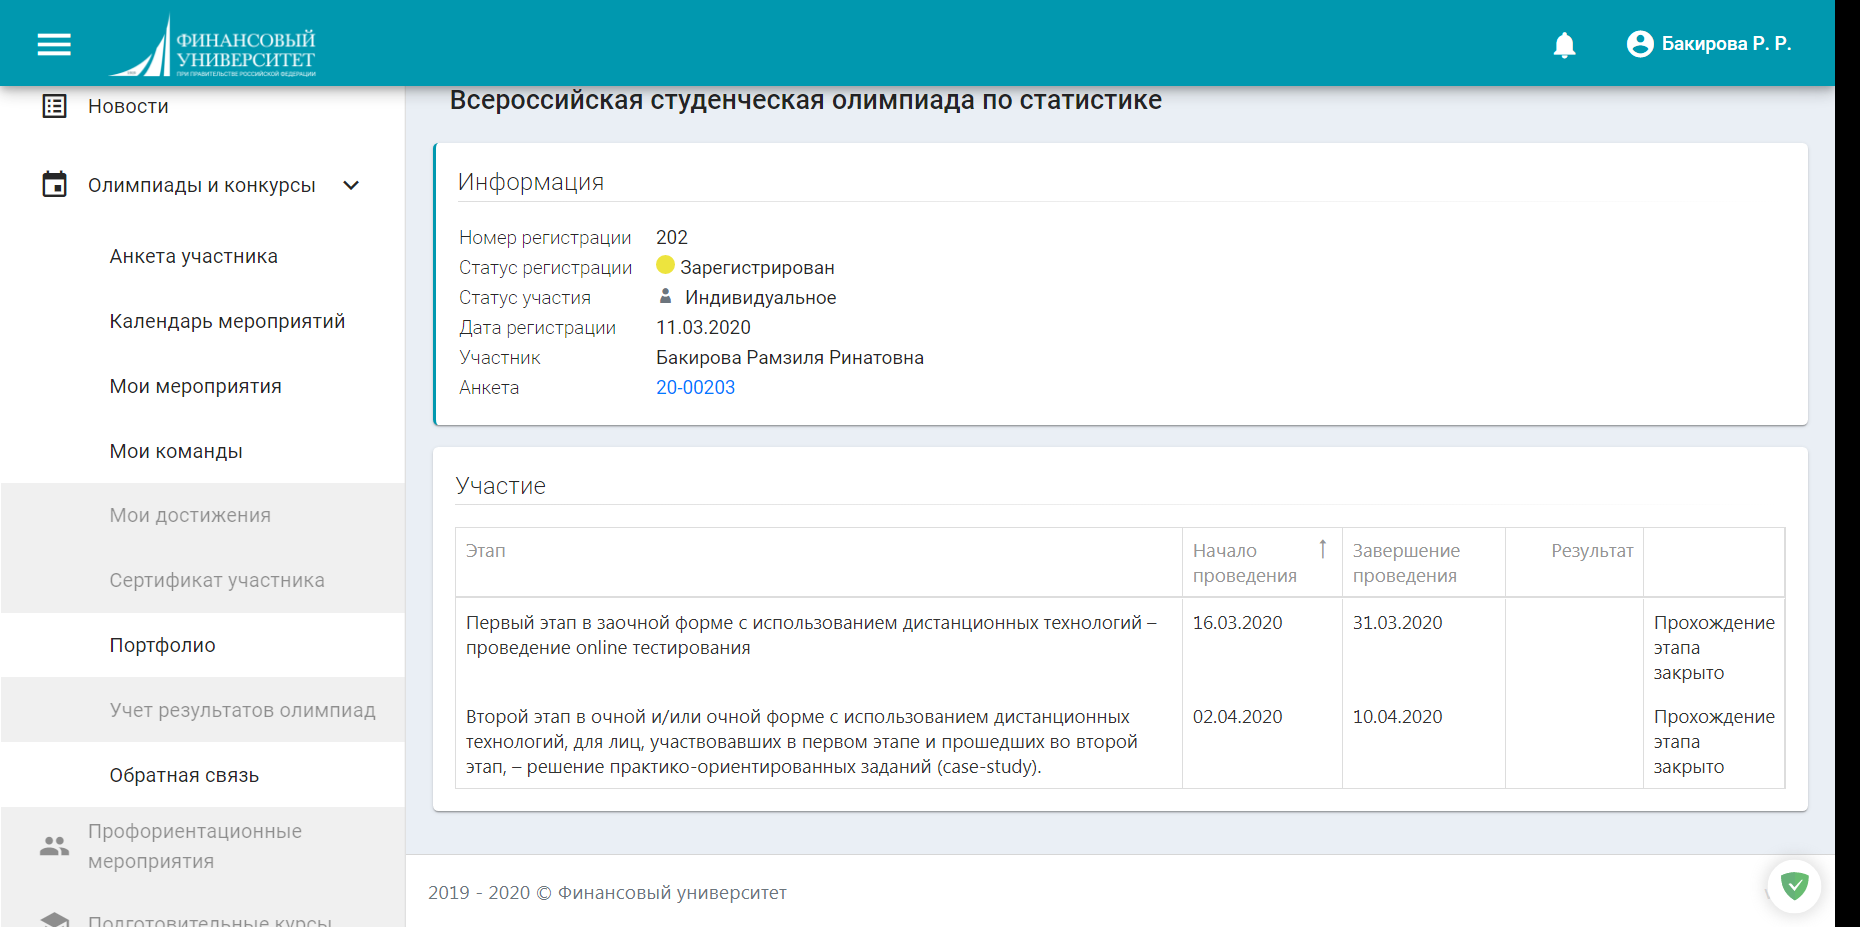 ФИНАНСОВЫЙ
УНИВЕРСИТЕТ
ПРИ ПРАВИТЕЛЬСТВЕ РОССИЙСКОЙ ФЕДЕРАЦИИ
Бакирова Р. Р.
Новости
Олимпиады и конкурсы
Анкета участника
Календарь мероприятий
Мои мероприятия
Мои команды
Мои достижения
Сертификат участника
Портфолио
Учет результатов олимпиад
Обратная связь
Профориентационные
мероприятия
Подготовительные курсы
Всероссийская студенческая олимпиада по статистике
Информация
Номер регистрации 202
Статус регистрации Зарегистрирован
Статус участия Индивидуальное
Дата регистрации 11.03.2020
Участник Бакирова Рамзиля Ринатовна
Анкета 20-00203
Участие
Этап
Начало
проведения
Завершение
проведения
Результат
Первый этап в заочной форме с использованием дистанционных технологий –
проведение online тестирования
16.03.2020
31.03.2020
Прохождение
этапа
закрыто
Второй этап в очной и/или очной форме с использованием дистанционных
технологий, для лиц, участвовавших в первом этапе и прошедших во второй
этап, – решение практико-ориентированных заданий (case-study).
02.04.2020
10.04.2020
Прохождение
этапа
закрыто
2019 - 2020 © Финансовый университет